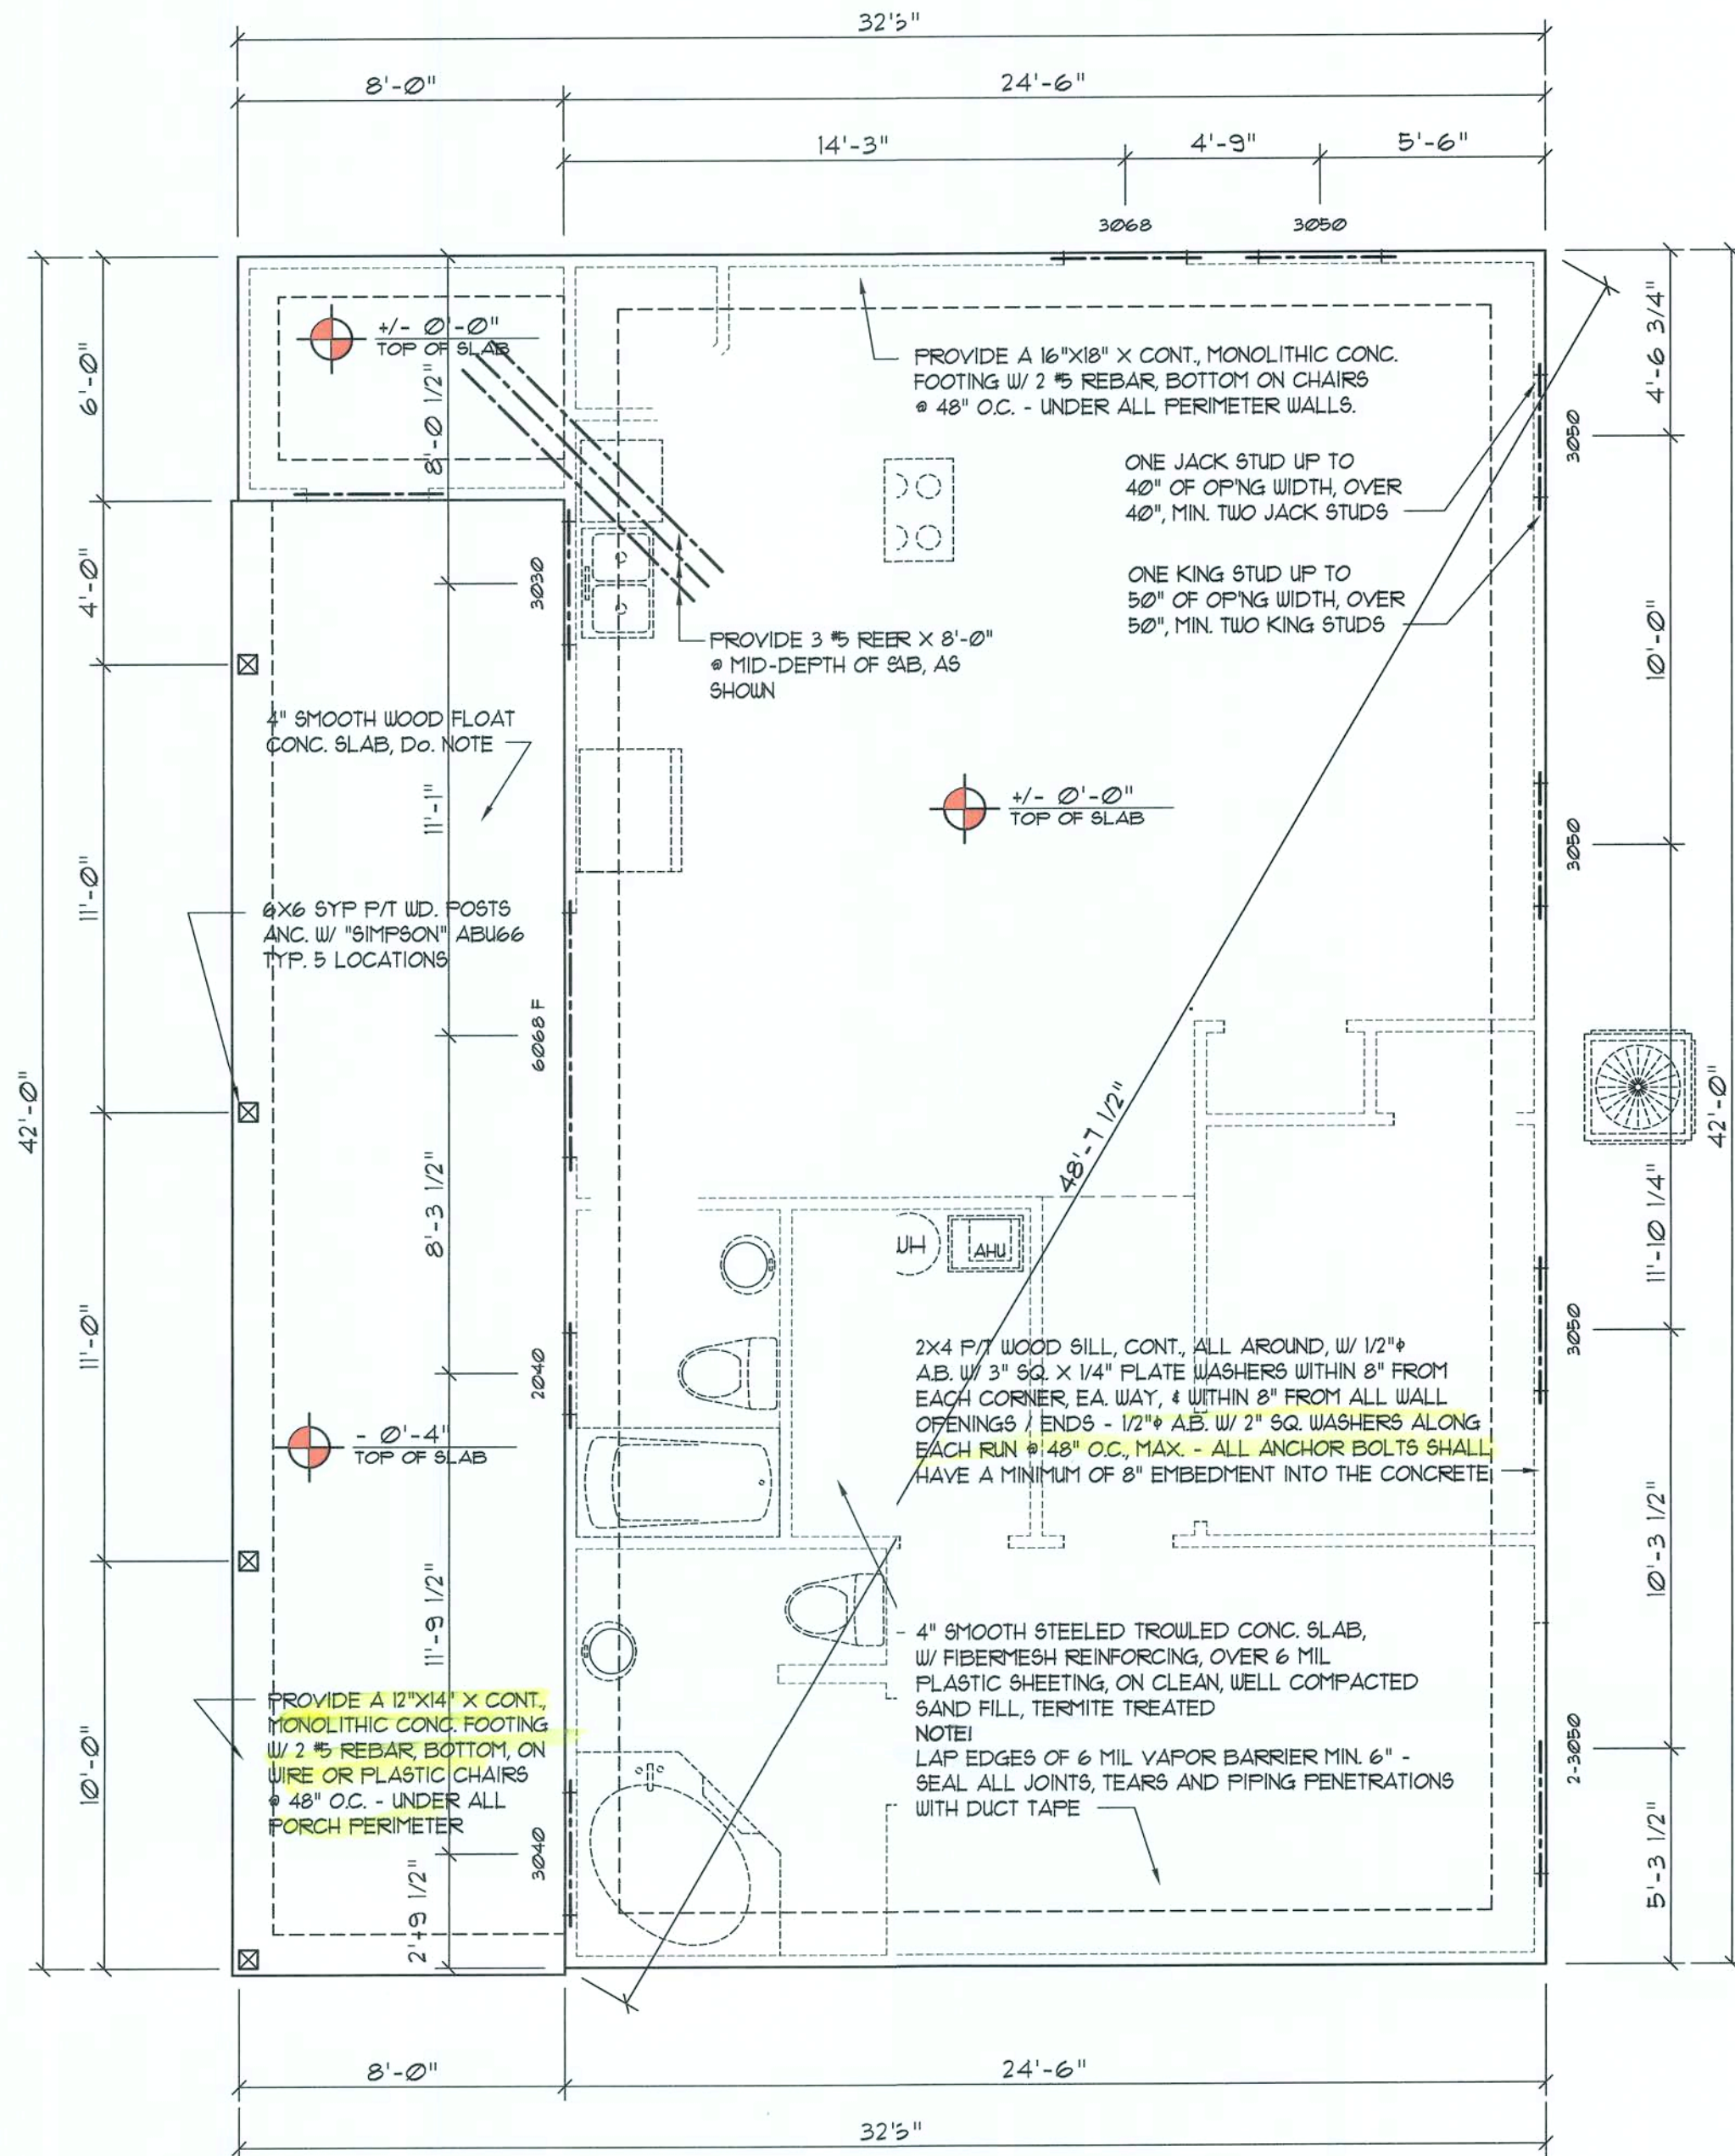 32'5"
8'-0"
24'-6"
14'-3"
4'-9"
5'-6"
3068
3050
6'-0"
4'-0"
11'-0"
11'-0"
10'-0"
42'-0"
+/- 0'-0"
TOP OF SLAB
8'-0 1/2"
11'-1"
8'-3 1/2"
11'-9 1/2"
2'-9 1/2"
3030
6068 F
2040
3040
PROVIDE A 16"X18" X CONT., MONOLITHIC CONC.
FOOTING W/ 2 #5 REBAR, BOTTOM ON CHAIRS
@ 48" O.C. - UNDER ALL PERIMETER WALLS.
ONE JACK STUD UP TO
40" OF OP'NG WIDTH, OVER
40", MIN. TWO JACK STUDS
ONE KING STUD UP TO
50" OF OP'NG WIDTH, OVER
50", MIN. TWO KING STUDS
PROVIDE 3 #5 REER X 8'-0"
@ MID-DEPTH OF SAB, AS
SHOWN
4" SMOOTH WOOD FLOAT
CONC. SLAB, Do. NOTE
+/- 0'-0"
TOP OF SLAB
6X6 SYP P/T WD. POSTS
ANC. W/ "SIMPSON" ABU66
TYP. 5 LOCATIONS
48'-7 1/2"
WH
AHU
2X4 P/T WOOD SILL, CONT., ALL AROUND, W/ 1/2"φ
A.B. W/ 3" SQ. X 1/4" PLATE WASHERS WITHIN 8" FROM
EACH CORNER, EA. WAY, & WITHIN 8" FROM ALL WALL
OPENINGS / ENDS - 1/2"φ A.B. W/ 2" SQ. WASHERS ALONG
EACH RUN @ 48" O.C., MAX. - ALL ANCHOR BOLTS SHALL
HAVE A MINIMUM OF 8" EMBEDMENT INTO THE CONCRETE
- 0'-4"
TOP OF SLAB
4" SMOOTH STEELED TROWLED CONC. SLAB,
W/ FIBERMESH REINFORCING, OVER 6 MIL
PLASTIC SHEETING, ON CLEAN, WELL COMPACTED
SAND FILL, TERMITE TREATED
NOTE!
LAP EDGES OF 6 MIL VAPOR BARRIER MIN. 6" -
SEAL ALL JOINTS, TEARS AND PIPING PENETRATIONS
WITH DUCT TAPE
PROVIDE A 12"X14" X CONT.,
MONOLITHIC CONC. FOOTING
W/ 2 #5 REBAR, BOTTOM, ON
WIRE OR PLASTIC CHAIRS
@ 48" O.C. - UNDER ALL
PORCH PERIMETER
3050
3050
3050
2-3050
4'-6 3/4"
10'-0"
11'-10 1/4"
10'-3 1/2"
5'-3 1/2"
42'-0"
8'-0"
24'-6"
32'5"